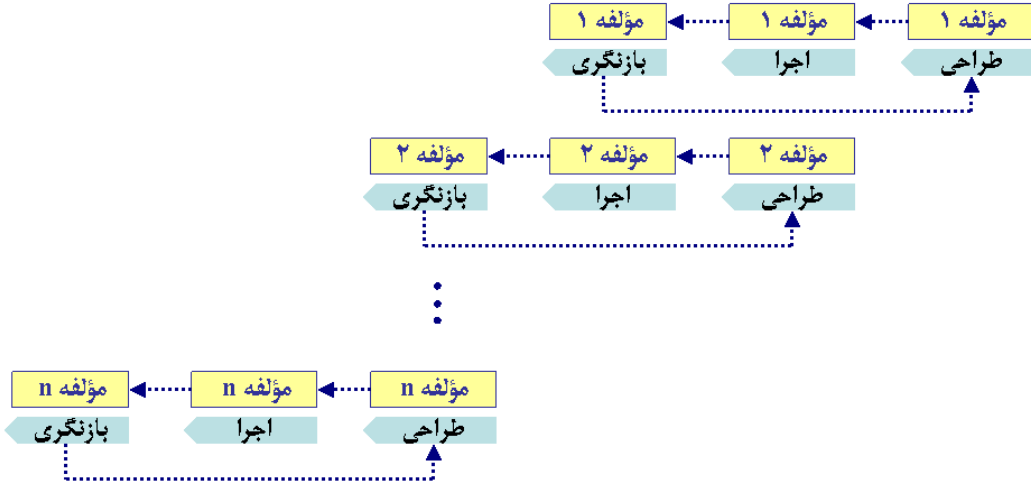 مؤلفه ۱ مؤلفه ۱ مؤلفه ۱
طراحی اجرا بازنگری
مؤلفه ۲ مؤلفه ۲ مؤلفه ۲
طراحی اجرا بازنگری
مؤلفه n مؤلفه n مؤلفه n
طراحی اجرا بازنگری